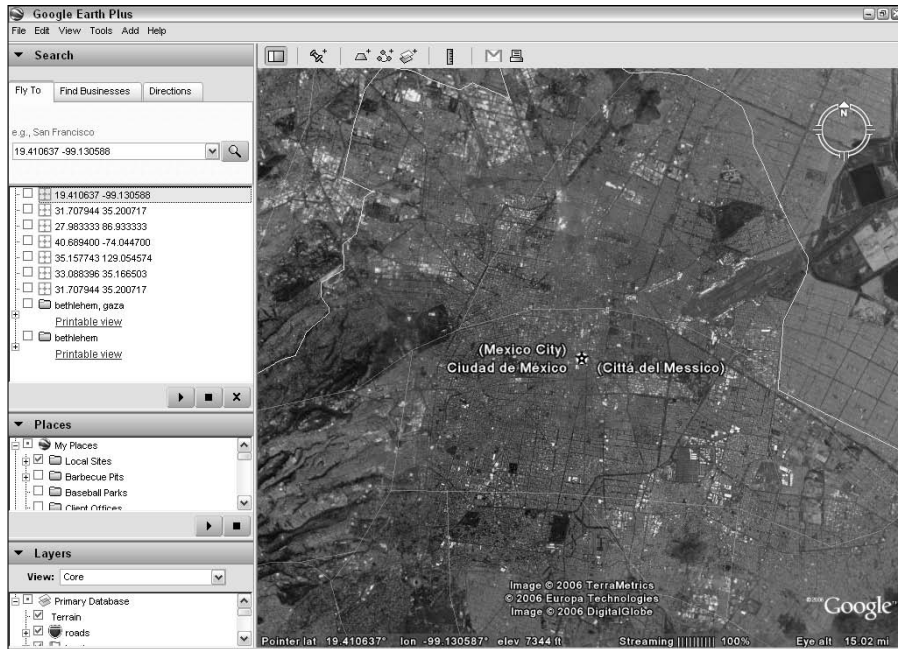 Google Earth Plus
File Edit View Tools Add Help
Search
Fly To Find Businesses Directions
e.g., San Francisco
19.410637 -99.130588
19.410637 -99.130588
31.707944 35.200717
27.983333 86.933333
40.689400 -74.044700
35.157743 129.054574
33.088396 35.166503
31.707944 35.200717
bethlehem, gaza
Printable view
bethlehem
Printable view
Places
My Places
Local Sites
Barbecue Pits
Baseball Parks
Client Offices
Layers
View: Core
Primary Database
Terrain
roads
N
(Mexico City)
Ciudad de México (Città del Messico)
Image © 2006 TerraMetrics
© 2006 Europa Technologies
Image © 2006 DigitalGlobe
Google
Pointer lat 19.410637° lon -99.130587° elev 7344 ft Streaming |||||||||| 100% Eye alt 15.02 mi